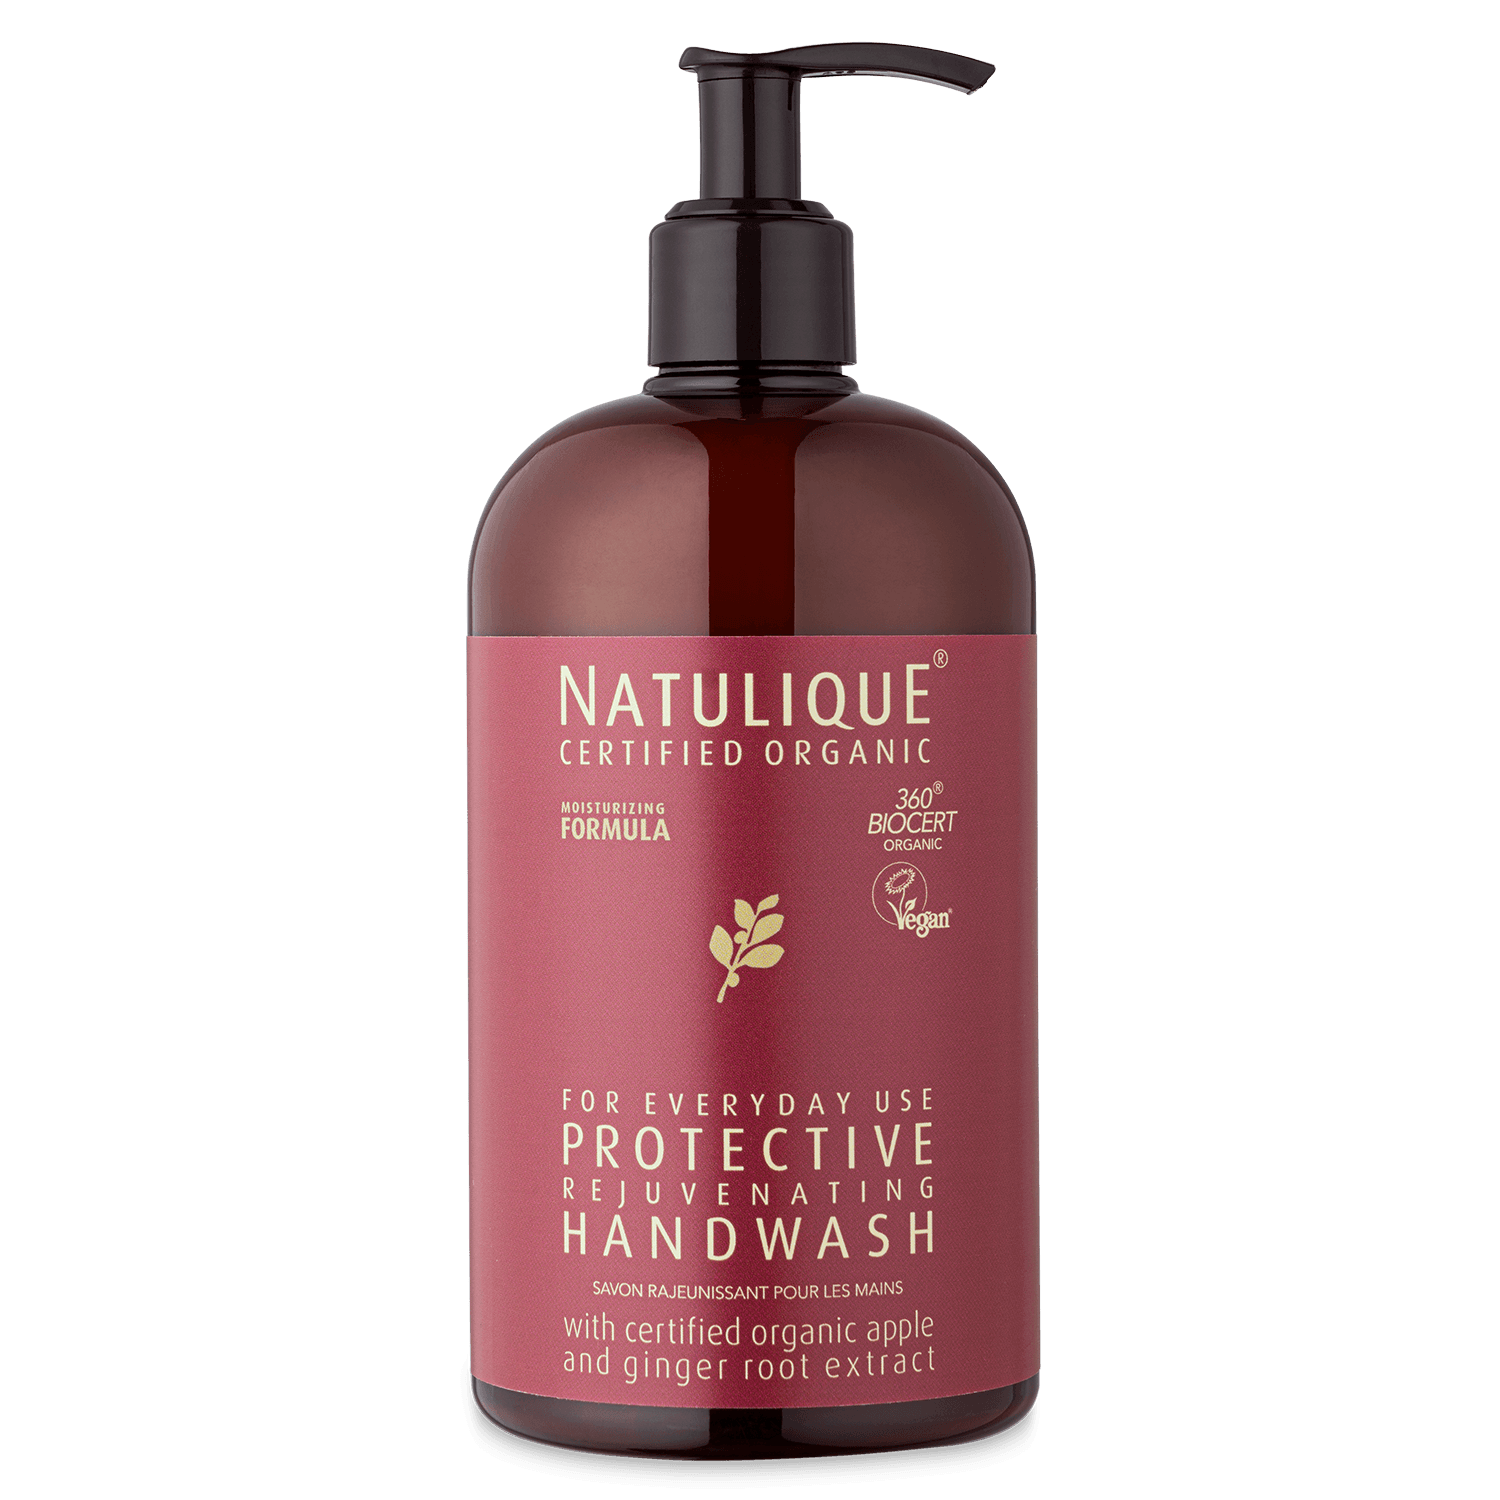 NATULIQUE®
CERTIFIED ORGANIC
MOISTURIZING
FORMULA
360®
BIOCERT
ORGANIC
Vegan®
FOR EVERYDAY USE
PROTECTIVE
REJUVENATING
HANDWASH
SAVON RAJEUNISSANT POUR LES MAINS
with certified organic apple
and ginger root extract